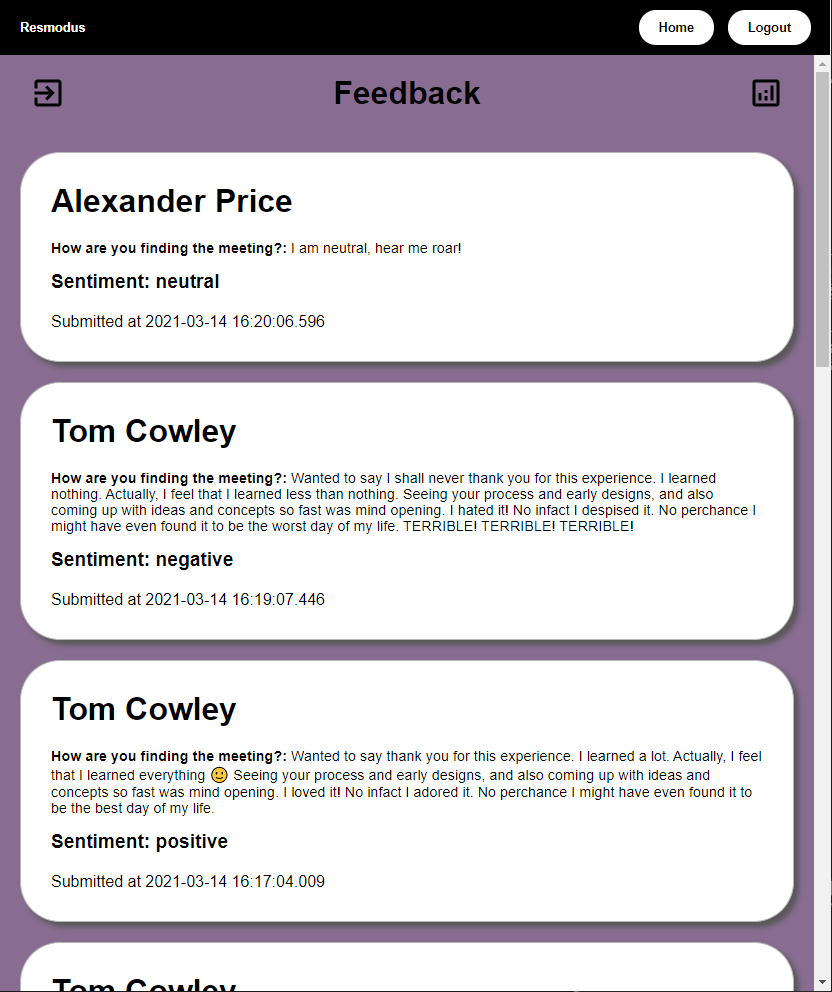 Resmodus
Home
Logout
Feedback
Alexander Price
How are you finding the meeting?: I am neutral, hear me roar!
Sentiment: neutral
Submitted at 2021-03-14 16:20:06.596
Tom Cowley
How are you finding the meeting?: Wanted to say I shall never thank you for this experience. I learned
nothing. Actually, I feel that I learned less than nothing. Seeing your process and early designs, and also
coming up with ideas and concepts so fast was mind opening. I hated it! No infact I despised it. No perchance I
might have even found it to be the worst day of my life. TERRIBLE! TERRIBLE! TERRIBLE!
Sentiment: negative
Submitted at 2021-03-14 16:19:07.446
Tom Cowley
How are you finding the meeting?: Wanted to say thank you for this experience. I learned a lot. Actually, I feel
that I learned everything 🙂 Seeing your process and early designs, and also coming up with ideas and
concepts so fast was mind opening. I loved it! No infact I adored it. No perchance I might have even found it to
be the best day of my life.
Sentiment: positive
Submitted at 2021-03-14 16:17:04.009
Tom Cowley